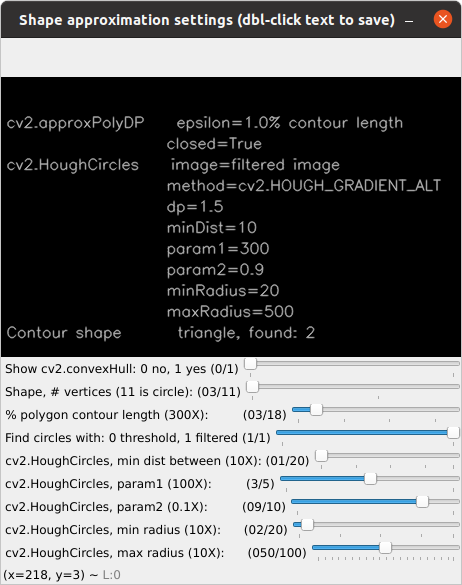 Shape approximation settings (dbl-click text to save)
cv2.approxPolyDP epsilon=1.0% contour length
closed=True
cv2.HoughCircles image=filtered image
method=cv2.HOUGH_GRADIENT_ALT
dp=1.5
minDist=10
param1=300
param2=0.9
minRadius=20
maxRadius=500
Contour shape triangle, found: 2
Show cv2.convexHull: 0 no, 1 yes (0/1)
Shape, # vertices (11 is circle): (03/11)
% polygon contour length (300X): (03/18)
Find circles with: 0 threshold, 1 filtered (1/1)
cv2.HoughCircles, min dist between (10X): (01/20)
cv2.HoughCircles, param1 (100X): (3/5)
cv2.HoughCircles, param2 (0.1X): (09/10)
cv2.HoughCircles, min radius (10X): (02/20)
cv2.HoughCircles, max radius (10X): (050/100)
(x=218, y=3) ~ L:0